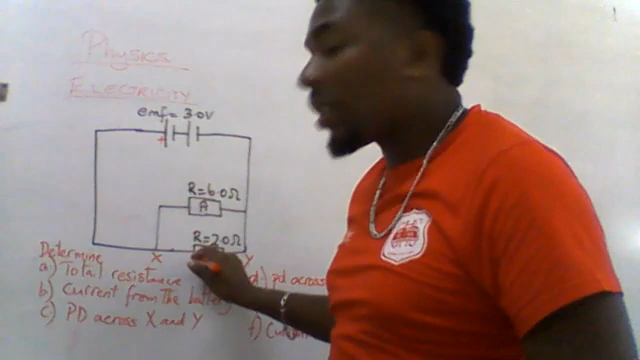 Physics
ELECTRICITY
emf = 3.0V
+
R=6.0Ω
A
R=2.0Ω
X
Y
Determine
a) Total resistance
b) Current from the battery
c) PD across X and Y
d) pd across
f)